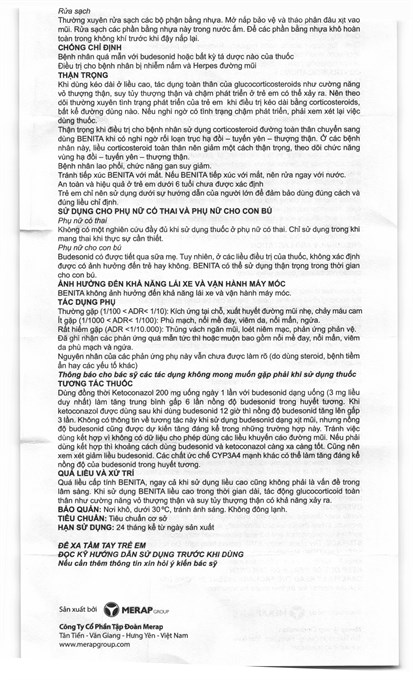 Rửa sạch
Thường xuyên rửa sạch các bộ phận bằng nhựa. Mở nắp bảo vệ và tháo phân đâu xịt vao
mũi. Rửa sạch các phần bằng nhựa này trong nước ấm. Để các phần bằng nhựa khô hoàn
toàn trong không khí trước khi đậy nắp lại.
CHỐNG CHỈ ĐỊNH
Bệnh nhân quá mẫn với budesonid hoặc bất kỳ tá dược nào của thuốc
Điều trị cho bệnh nhân bị nhiễm nấm và Herpes đường mũi
THẬN TRỌNG
Khi dùng kéo dài ở liều cao, tác dụng toàn thân của glucocorticosteroids như cường năng
vỏ thượng thận, suy tủy thượng thận và chậm phát triển ở trẻ em có thể xảy ra. Nên theo
dõi thường xuyên tình trạng phát triển của trẻ em khi điều trị kéo dài bằng corticosteroids,
bất kể đường dùng nào. Nếu nghi ngờ có tình trạng chậm phát triển, phải xem xét lại việc
dùng thuốc.
Thận trọng khi điều trị cho bệnh nhân sử dụng corticosteroid đường toàn thân chuyển sang
dùng BENITA khi có nghi ngờ rối loạn trục hạ đồi – tuyến yên – thượng thận. Ở các bệnh
nhân này, liều corticosteroid toàn thân nên giảm một cách thận trọng, theo dõi chức năng
vùng hạ đồi – tuyến yên – thượng thận.
Bệnh nhân lao phổi, chức năng gan suy giảm.
Tránh tiếp xúc BENITA với mắt. Nếu BENITA tiếp xúc với mắt, nên rửa ngay với nước.
An toàn và hiệu quả ở trẻ em dưới 6 tuổi chưa được xác định
Trẻ em chỉ nên sử dụng dưới sự hướng dẫn của người lớn để đảm bảo dùng đúng cách và
đúng liều chỉ định.
SỬ DỤNG CHO PHỤ NỮ CÓ THAI VÀ PHỤ NỮ CHO CON BÚ
Phụ nữ có thai
Không có một nghiên cứu đầy đủ khi sử dụng thuốc ở phụ nữ có thai. Chỉ sử dụng trong khi
mang thai khi thực sự cần thiết.
Phụ nữ cho con bú
Budesonid có được tiết qua sữa mẹ. Tuy nhiên, ở các liều điều trị của thuốc, không xác định
được có ảnh hưởng đến trẻ hay không. BENITA có thể sử dụng thận trọng trong thời gian
cho con bú.
ẢNH HƯỞNG ĐẾN KHẢ NĂNG LÁI XE VÀ VẬN HÀNH MÁY MÓC
BENITA không ảnh hưởng đến khả năng lái xe và vận hành máy móc.
TÁC DỤNG PHỤ
Thường gặp (1/100 < ADR< 1/10): Kích ứng tại chỗ, xuất huyết đường mũi nhẹ, chảy máu cam
Ít gặp (1/1000 < ADR< 1/100): Phù mạch, nổi mề đay, viêm da, nổi mẩn, ngứa.
Rất hiếm gặp (ADR <1/10.000): Thủng vách ngăn mũi, loét niêm mạc, phản ứng phản vệ.
Đã ghi nhận các phản ứng quá mẫn tức thì hoặc muộn bao gồm nổi mề đay, nổi mẩn, viêm
da phù mạch và ngứa.
Nguyên nhân của các phản ứng phụ này vẫn chưa được làm rõ (do dùng steroid, bệnh tiềm
ẩn hay các yếu tố khác)
Thông báo cho bác sỹ các tác dụng không mong muốn gặp phải khi sử dụng thuốc
TƯƠNG TÁC THUỐC
Dùng đồng thời Ketoconazol 200 mg uống ngày 1 lần với budesonid dạng uống (3 mg liều
duy nhất) làm tăng trung bình gấp 6 lần nồng độ budesonid trong huyết tương. Khi
ketoconazol được dùng sau khi dùng budesonid 12 giờ thì nồng độ budesonid tăng lên gấp
3 lần. Không có thông tin về tương tác này khi sử dụng budesonid dạng xịt mũi, nhưng nồng
độ budesonid cũng được dự kiến tăng đáng kể trong những trường hợp này. Tránh việc
dùng kết hợp vì không có dữ liệu cho phép dùng các liều khuyến cáo đường mũi. Nếu phải
dùng kết hợp thì khoảng cách dùng budesonid và ketoconazol càng xa càng tốt. Cũng nên
xem xét giảm liều budesonid. Các chất ức chế CYP3A4 mạnh khác có thể làm tăng đáng kể
nồng độ của budesonid trong huyết tương.
QUÁ LIỀU VÀ XỬ TRÍ
Quá liều cấp tính BENITA, ngay cả khi sử dụng liều cao cũng không phải là vấn đề trong
lâm sàng. Khi sử dụng BENITA liều cao trong thời gian dài, tác động glucocorticoid toàn
thân như cường năng vỏ thượng thận và suy tủy thượng thận có khả năng xảy ra.
BẢO QUẢN: Nơi khô, dưới 30°C, tránh ánh sáng. Không đông lạnh.
TIÊU CHUẨN: Tiêu chuẩn cơ sở
HẠN SỬ DỤNG: 24 tháng kể từ ngày sản xuất
ĐỂ XA TẦM TAY TRẺ EM
ĐỌC KỸ HƯỚNG DẪN SỬ DỤNG TRƯỚC KHI DÙNG
Nếu cần thêm thông tin xin hỏi ý kiến bác sỹ
Sản xuất bởi MERAP GROUP
Công Ty Cổ Phần Tập Đoàn Merap
Tân Tiến - Văn Giang - Hưng Yên - Việt Nam
www.merapgroup.com